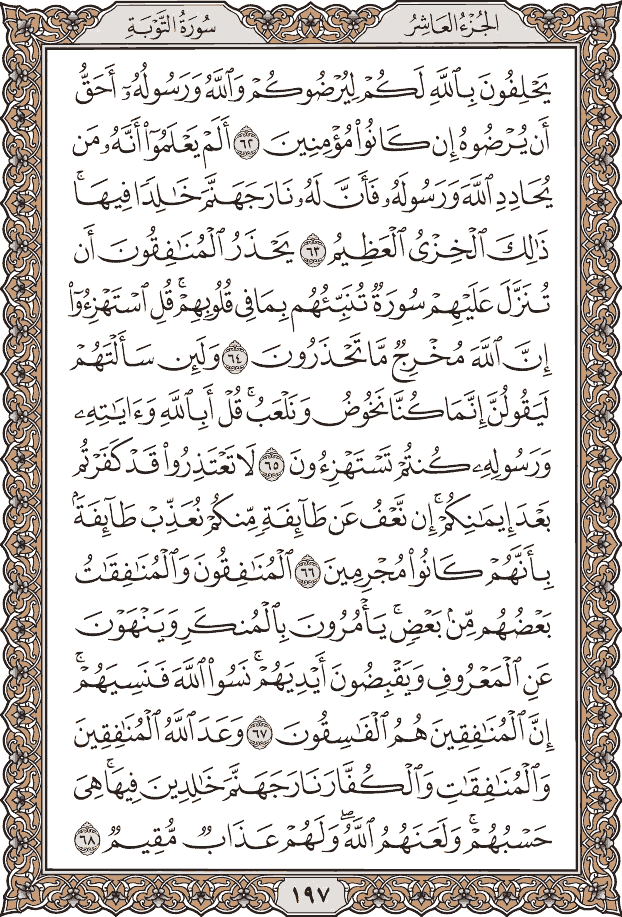 الجُزْءُ العَاشِرُ
سُورَةُ التَّوْبَةِ
يَحْلِفُونَ بِٱللَّهِ لَكُمْ لِيُرْضُوكُمْ وَٱللَّهُ وَرَسُولُهُۥٓ أَحَقُّ
أَن يُرْضُوهُ إِن كَانُوا۟ مُؤْمِنِينَ ٦٢ أَلَمْ يَعْلَمُوٓا۟ أَنَّهُۥ مَن
يُحَادِدِ ٱللَّهَ وَرَسُولَهُۥ فَأَنَّ لَهُۥ نَارَ جَهَنَّمَ خَٰلِدًا فِيهَا ۚ
ذَٰلِكَ ٱلْخِزْىُ ٱلْعَظِيمُ ٦٣ يَحْذَرُ ٱلْمُنَٰفِقُونَ أَن
تُنَزَّلَ عَلَيْهِمْ سُورَةٌ تُنَبِّئُهُم بِمَا فِى قُلُوبِهِمْ ۚ قُلِ ٱسْتَهْزِءُوٓا۟
إِنَّ ٱللَّهَ مُخْرِجٌ مَّا تَحْذَرُونَ ٦٤ وَلَئِن سَأَلْتَهُمْ
لَيَقُولُنَّ إِنَّمَا كُنَّا نَخُوضُ وَنَلْعَبُ ۚ قُلْ أَبِٱللَّهِ وَءَايَٰتِهِۦ
وَرَسُولِهِۦ كُنتُمْ تَسْتَهْزِءُونَ ٦٥ لَا تَعْتَذِرُوا۟ قَدْ كَفَرْتُم
بَعْدَ إِيمَٰنِكُمْ ۚ إِن نَّعْفُ عَن طَآئِفَةٍ مِّنكُمْ نُعَذِّبْ طَآئِفَةًۢ
بِأَنَّهُمْ كَانُوا۟ مُجْرِمِينَ ٦٦ ٱلْمُنَٰفِقُونَ وَٱلْمُنَٰفِقَٰتُ
بَعْضُهُم مِّنۢ بَعْضٍ ۚ يَأْمُرُونَ بِٱلْمُنكَرِ وَيَنْهَوْنَ
عَنِ ٱلْمَعْرُوفِ وَيَقْبِضُونَ أَيْدِيَهُمْ ۚ نَسُوا۟ ٱللَّهَ فَنَسِيَهُمْ ۗ
إِنَّ ٱلْمُنَٰفِقِينَ هُمُ ٱلْفَٰسِقُونَ ٦٧ وَعَدَ ٱللَّهُ ٱلْمُنَٰفِقِينَ
وَٱلْمُنَٰفِقَٰتِ وَٱلْكُفَّارَ نَارَ جَهَنَّمَ خَٰلِدِينَ فِيهَا ۚ هِىَ
حَسْبُهُمْ ۚ وَلَعَنَهُمُ ٱللَّهُ ۖ وَلَهُمْ عَذَابٌ مُّقِيمٌ ٦٨
١٩٧